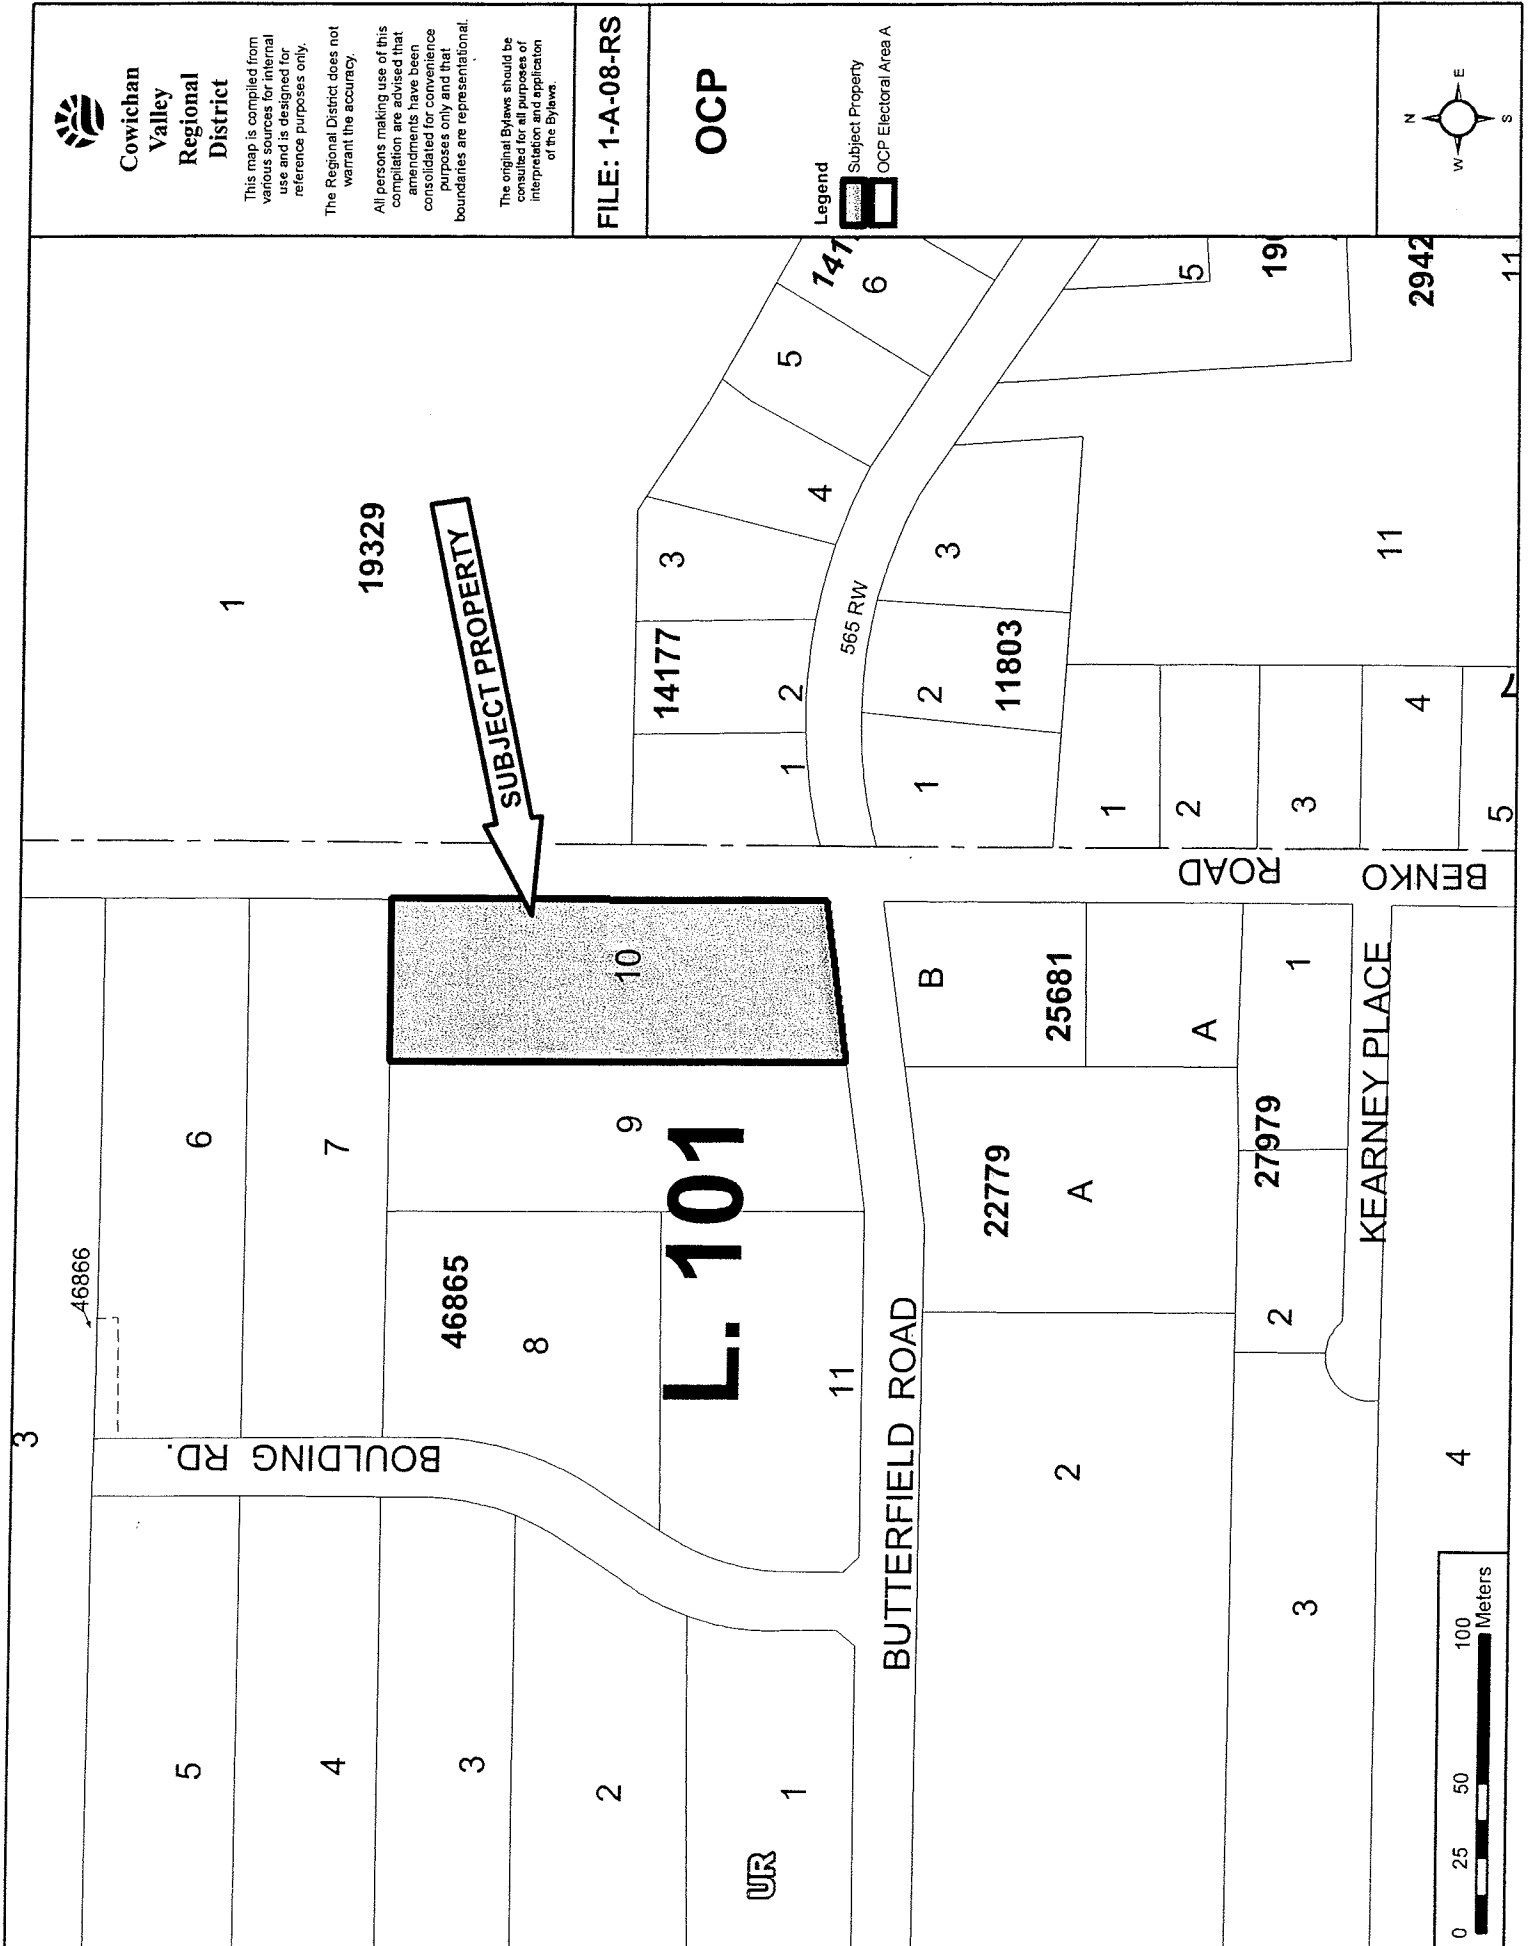 Cowichan
Valley
Regional
District
This map is compiled from
various sources for internal
use and is designed for
reference purposes only.
The Regional District does not
warrant the accuracy.
All persons making use of this
compilation are advised that
amendments have been
consolidated for convenience
purposes only and that
boundaries are representational.
The original Bylaws should be
consulted for all purposes of
interpretation and applicaton
of the Bylaws.
FILE: 1-A-08-RS
OCP
Legend
Subject Property
OCP Electoral Area A
N
E
S
W
1
19329
SUBJECT PROPERTY
3
46866
6
7
BOULDING RD.
46865
8
9
10
L. 101
11
5
4
3
2
1
UR
14177
1
2
3
4
5
6
141
565 RW
1
2
3
11803
5
19
2942
11
11
1
2
3
4
5
7
BENKO
ROAD
BUTTERFIELD ROAD
B
25681
A
22779
A
27979
1
2
KEARNEY PLACE
2
3
4
0 25 50 100
Meters